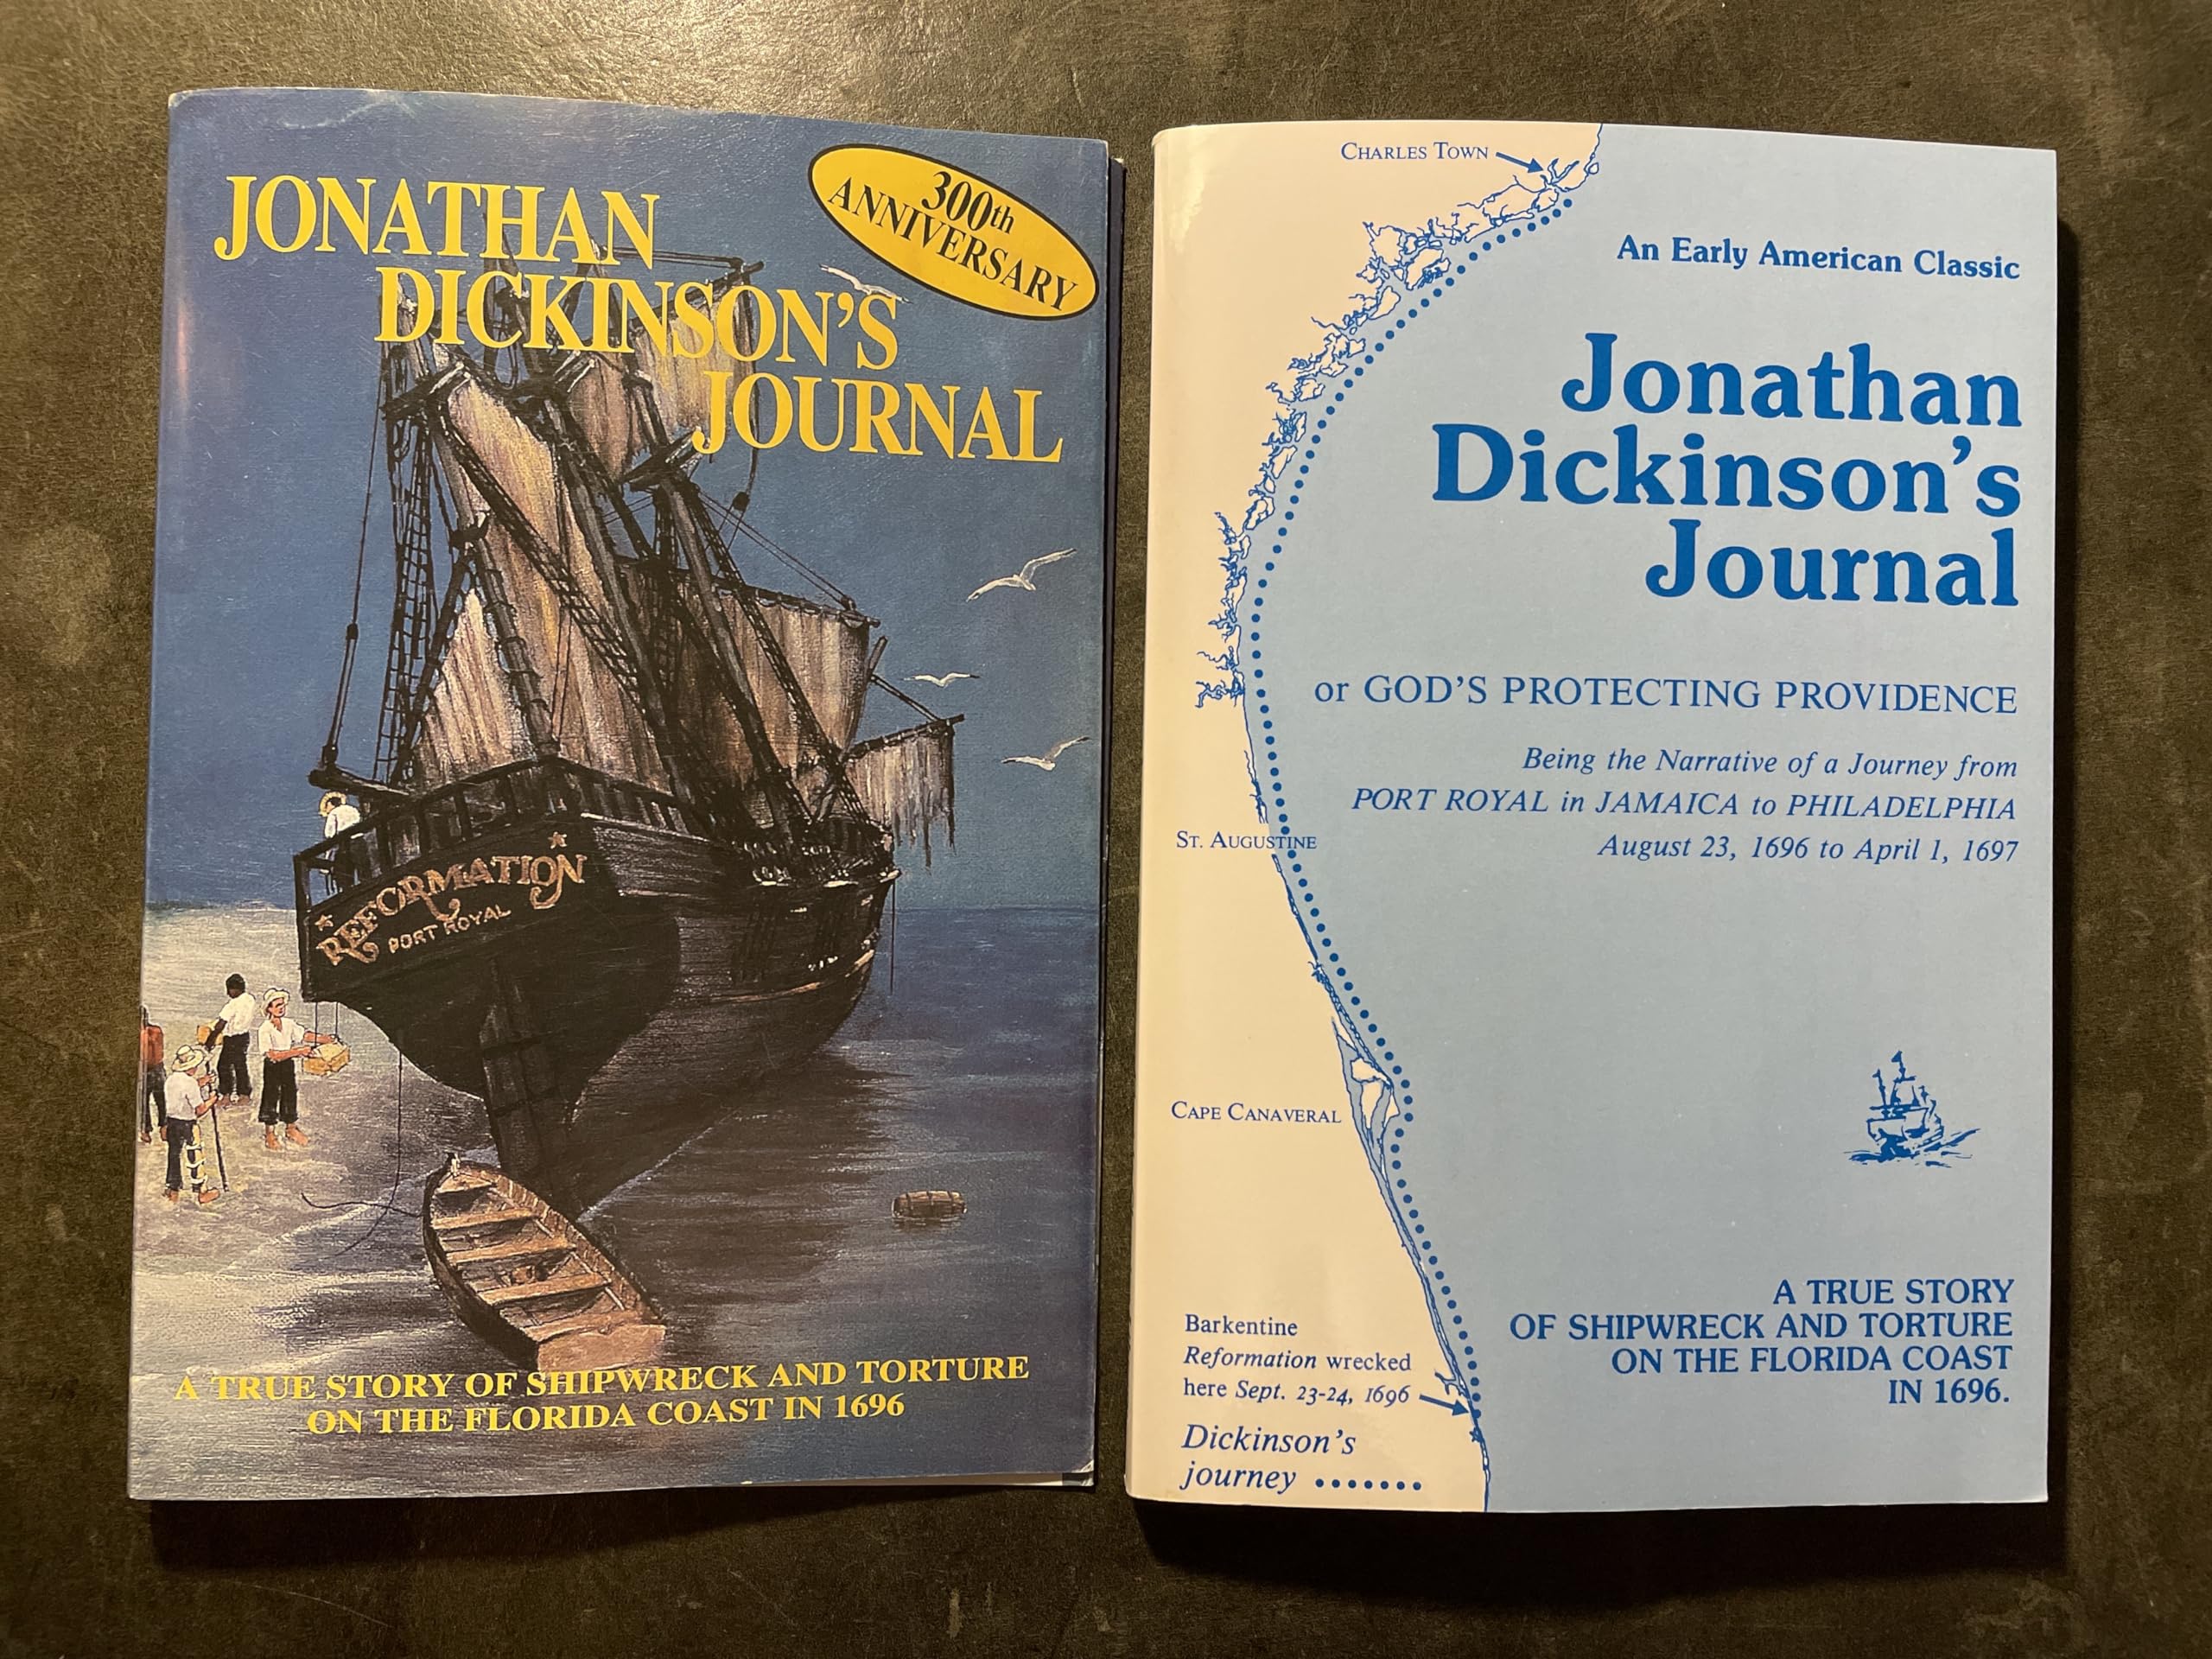 JONATHAN
DICKINSON'S
JOURNAL
300th
ANNIVERSARY
REFORMATION
PORT ROYAL
A TRUE STORY OF SHIPWRECK AND TORTURE
ON THE FLORIDA COAST IN 1696
CHARLES TOWN
An Early American Classic
Jonathan
Dickinson's
Journal
or GOD'S PROTECTING PROVIDENCE
Being the Narrative of a Journey from
PORT ROYAL in JAMAICA to PHILADELPHIA
August 23, 1696 to April 1, 1697
ST. AUGUSTINE
CAPE CANAVERAL
A TRUE STORY
OF SHIPWRECK AND TORTURE
ON THE FLORIDA COAST
IN 1696.
Barkentine
Reformation wrecked
here Sept. 23-24, 1696
Dickinson's
journey .......